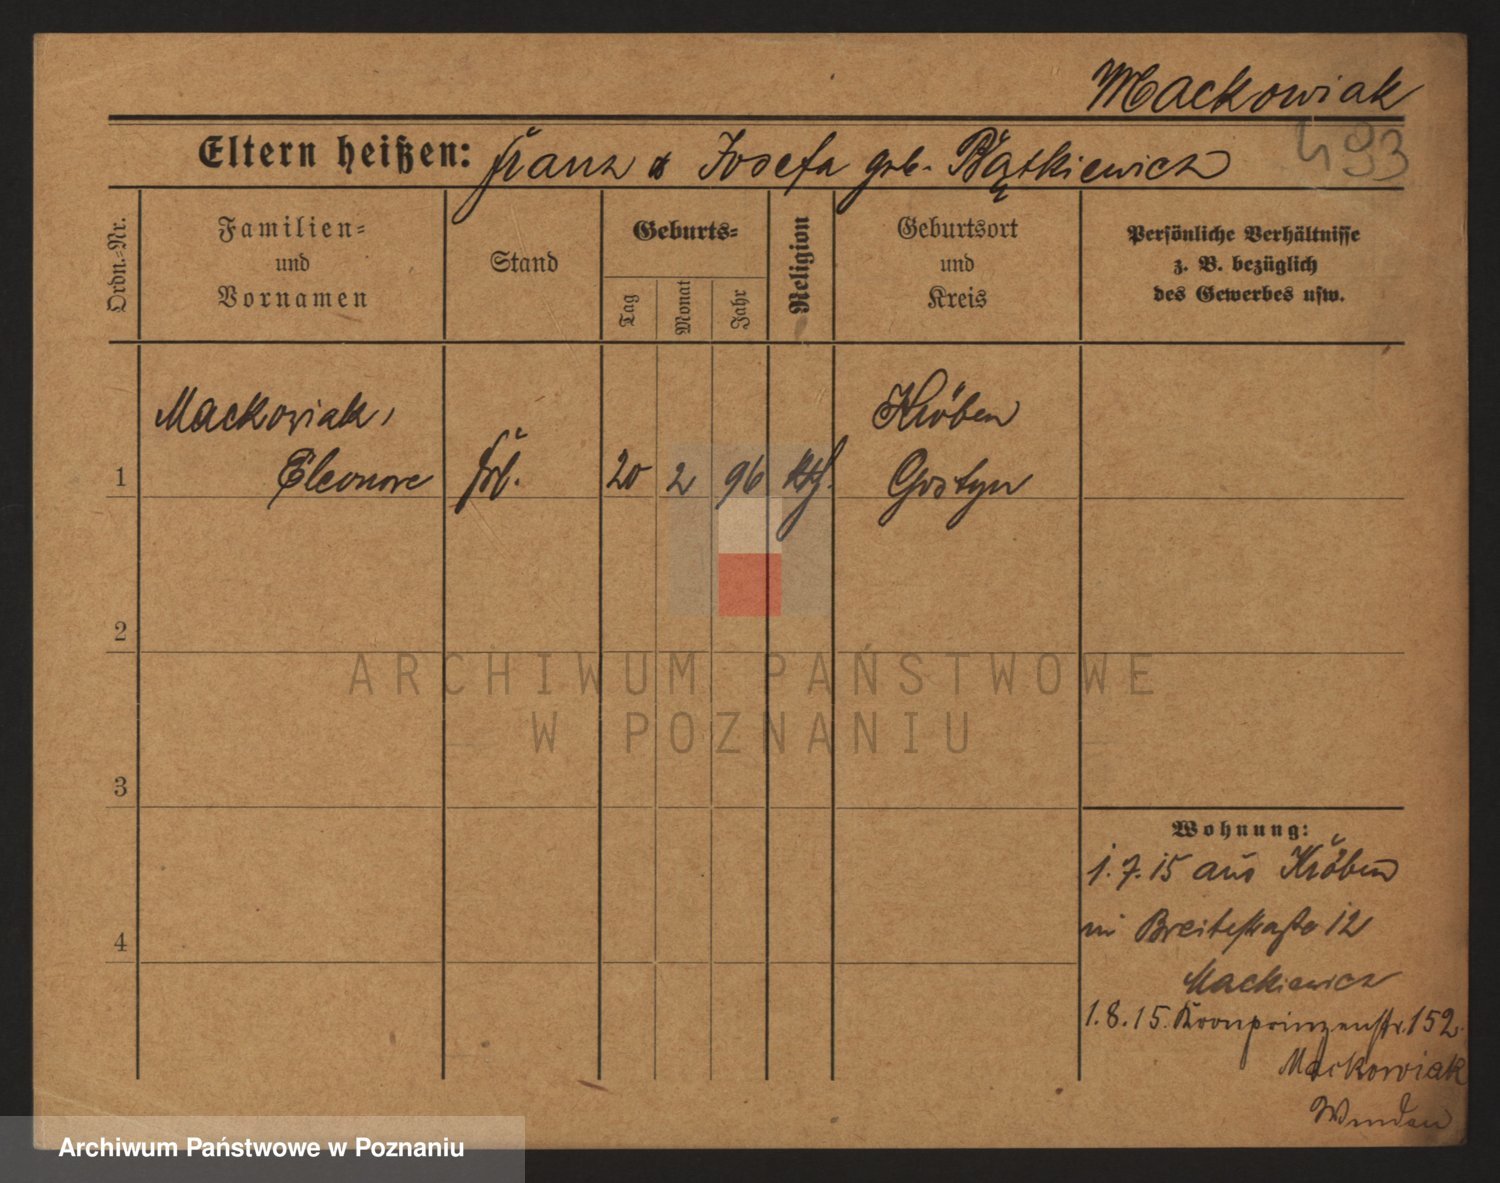 Mackowiak
493
Eltern heißen: Franz & Josefa geb. Piątkiewicz
Ordn.-Nr.
Familien-
und
Vornamen
Stand
Geburts-
Tag
Monat
Jahr
Religion
Geburtsort
und
Kreis
Persönliche Verhältnisse
z. B. bezüglich
des Gewerbes usw.
Mackowiak,
Kröben
1 Eleonore Frl. 20 2 96 kth. Gostyn
2
3
4
ARCHIWUM PAŃSTWOWE
W POZNANIU
Wohnung:
1. 7. 15 aus Kröben
Breitestraße 12
Mackiewicz
1. 8. 15. Kronprinzenstr. 152.
Mackowiak
Archiwum Państwowe w Poznaniu